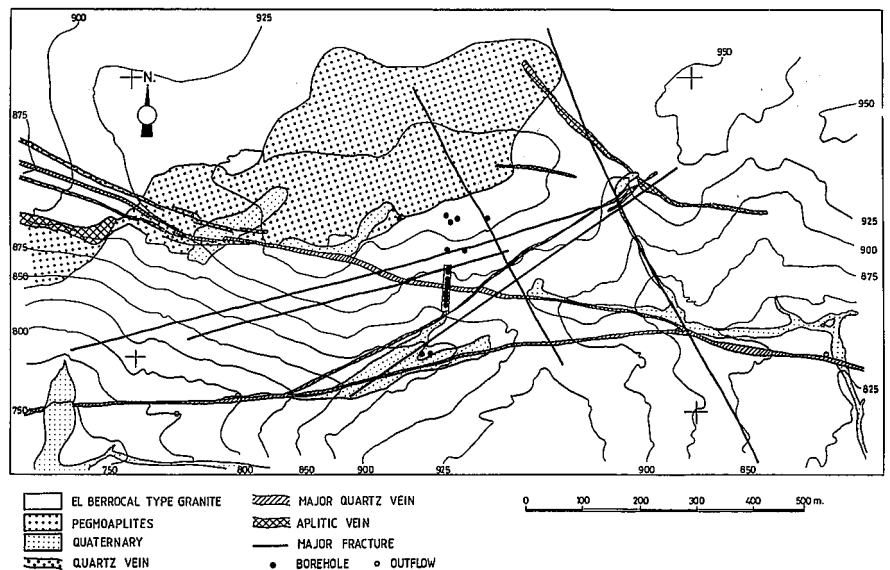 900
925
950
950
N
875
925
900
875
875
850
800
750
825
750
800
850
900
925
900
850
EL BERROCAL TYPE GRANITE
MAJOR QUARTZ VEIN
0 100 200 300 400 500 m.
PEGMOAPLITES
APLITIC VEIN
QUATERNARY
MAJOR FRACTURE
QUARTZ VEIN
BOREHOLE
OUTFLOW